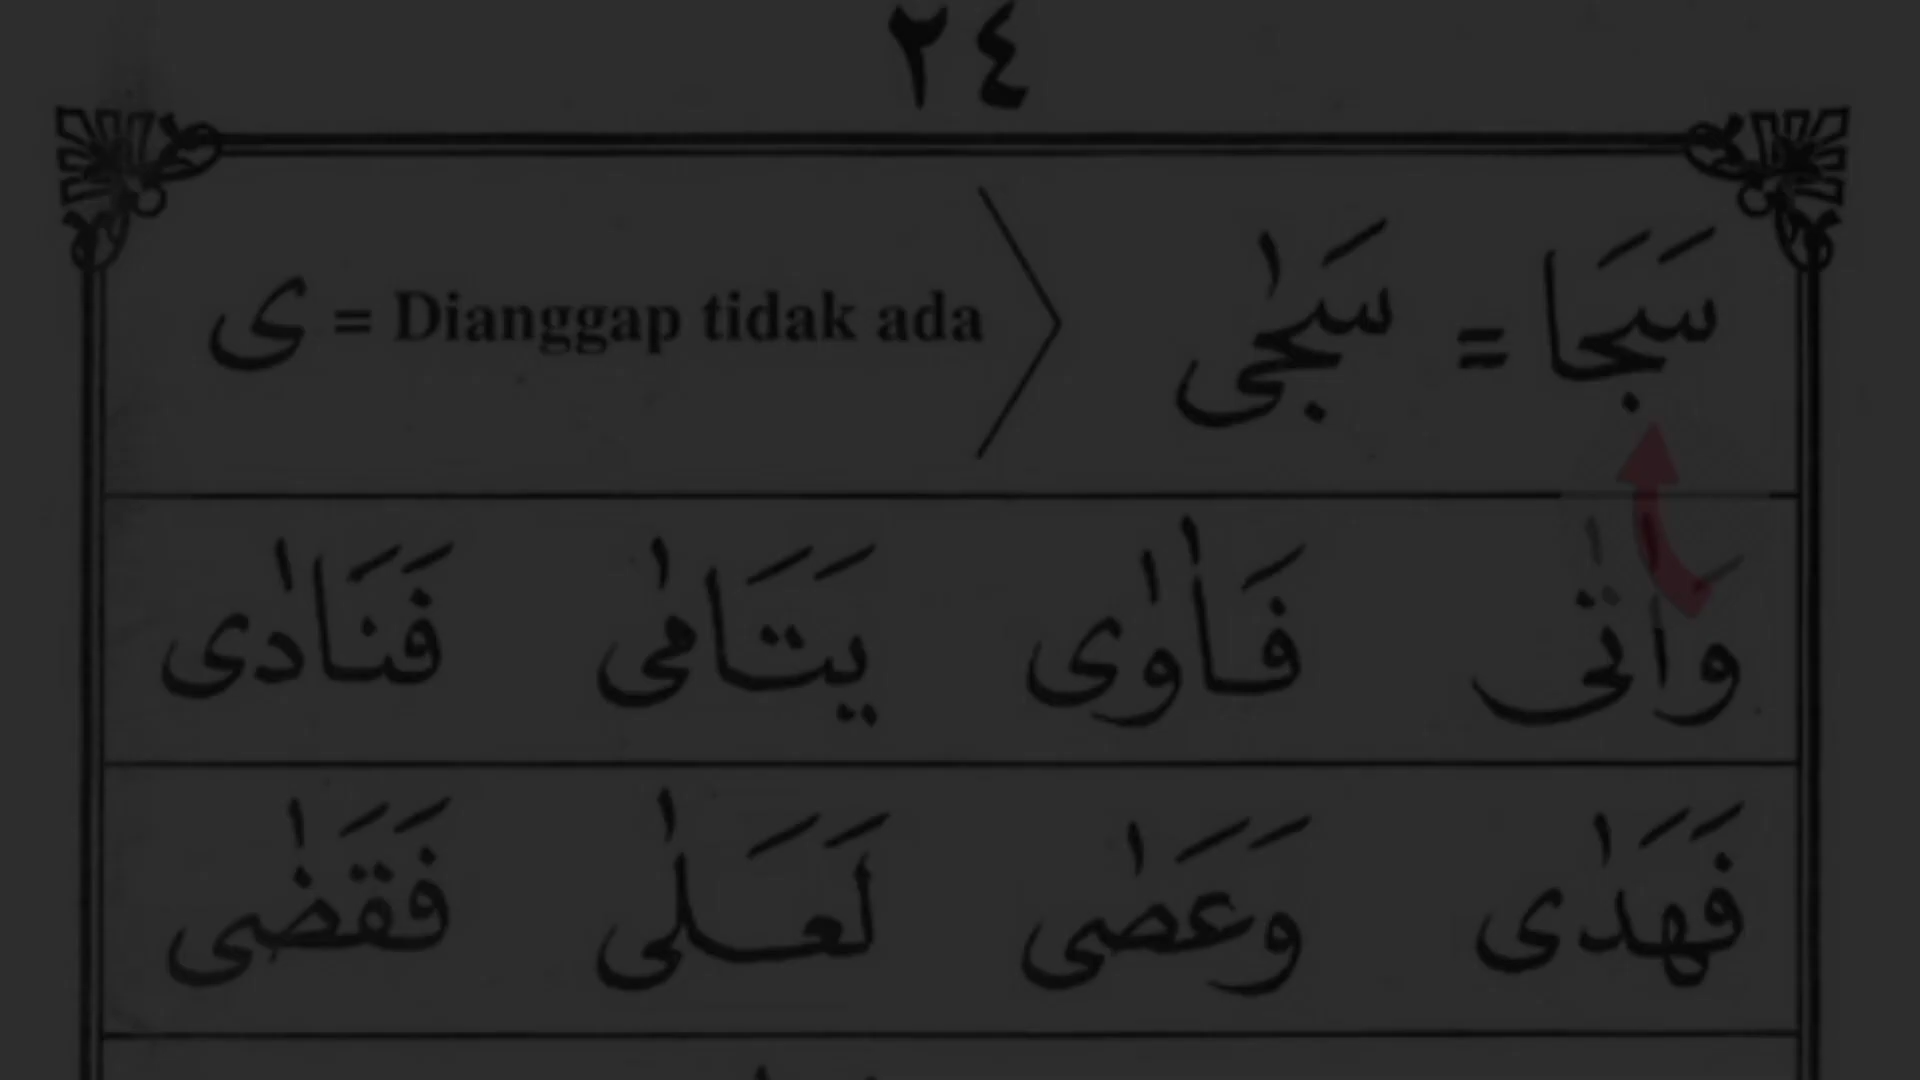 ٢٤
سَجَا = سَجٰى ى = Dianggap tidak ada
وَاٰتٰى فَاٰوٰى يَتَامٰى فَنَادٰى
فَهَدٰى وَعَصٰى لَعَلٰى فَقَضٰى